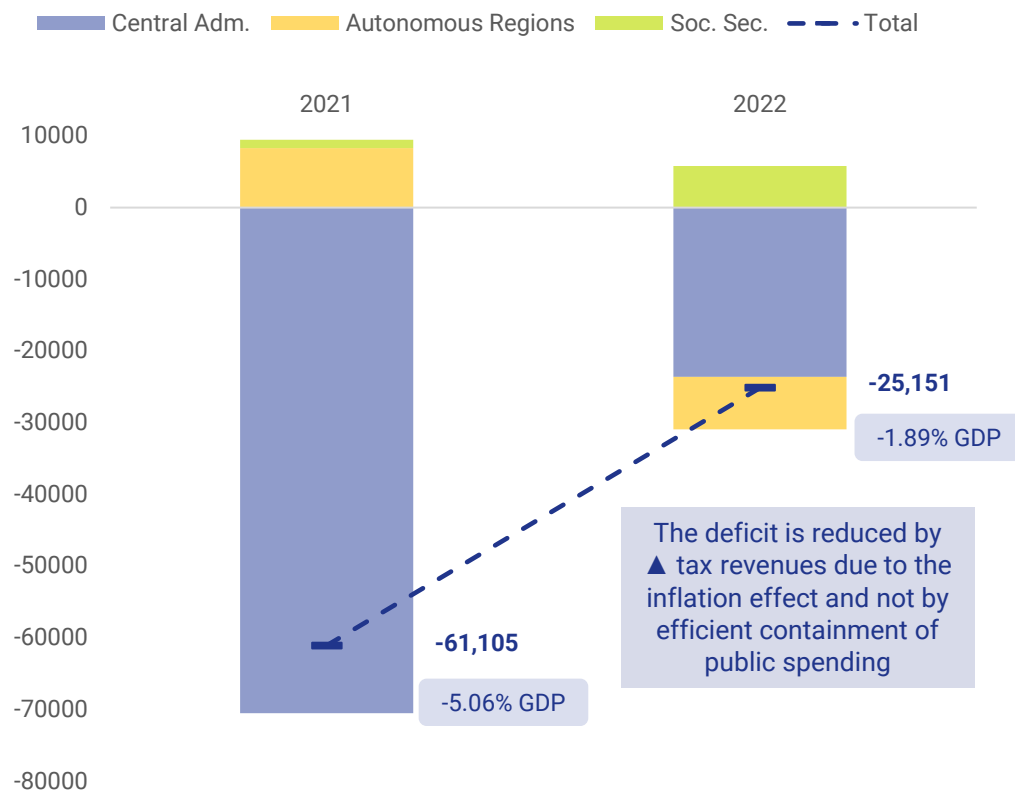 Central Adm. Autonomous Regions Soc. Sec. Total
2021 2022
10000
0
-10000
-20000
-30000
-40000
-50000
-60000
-70000
-80000
-25,151
-1.89% GDP
-61,105
-5.06% GDP
The deficit is reduced by
▲ tax revenues due to the
inflation effect and not by
efficient containment of
public spending